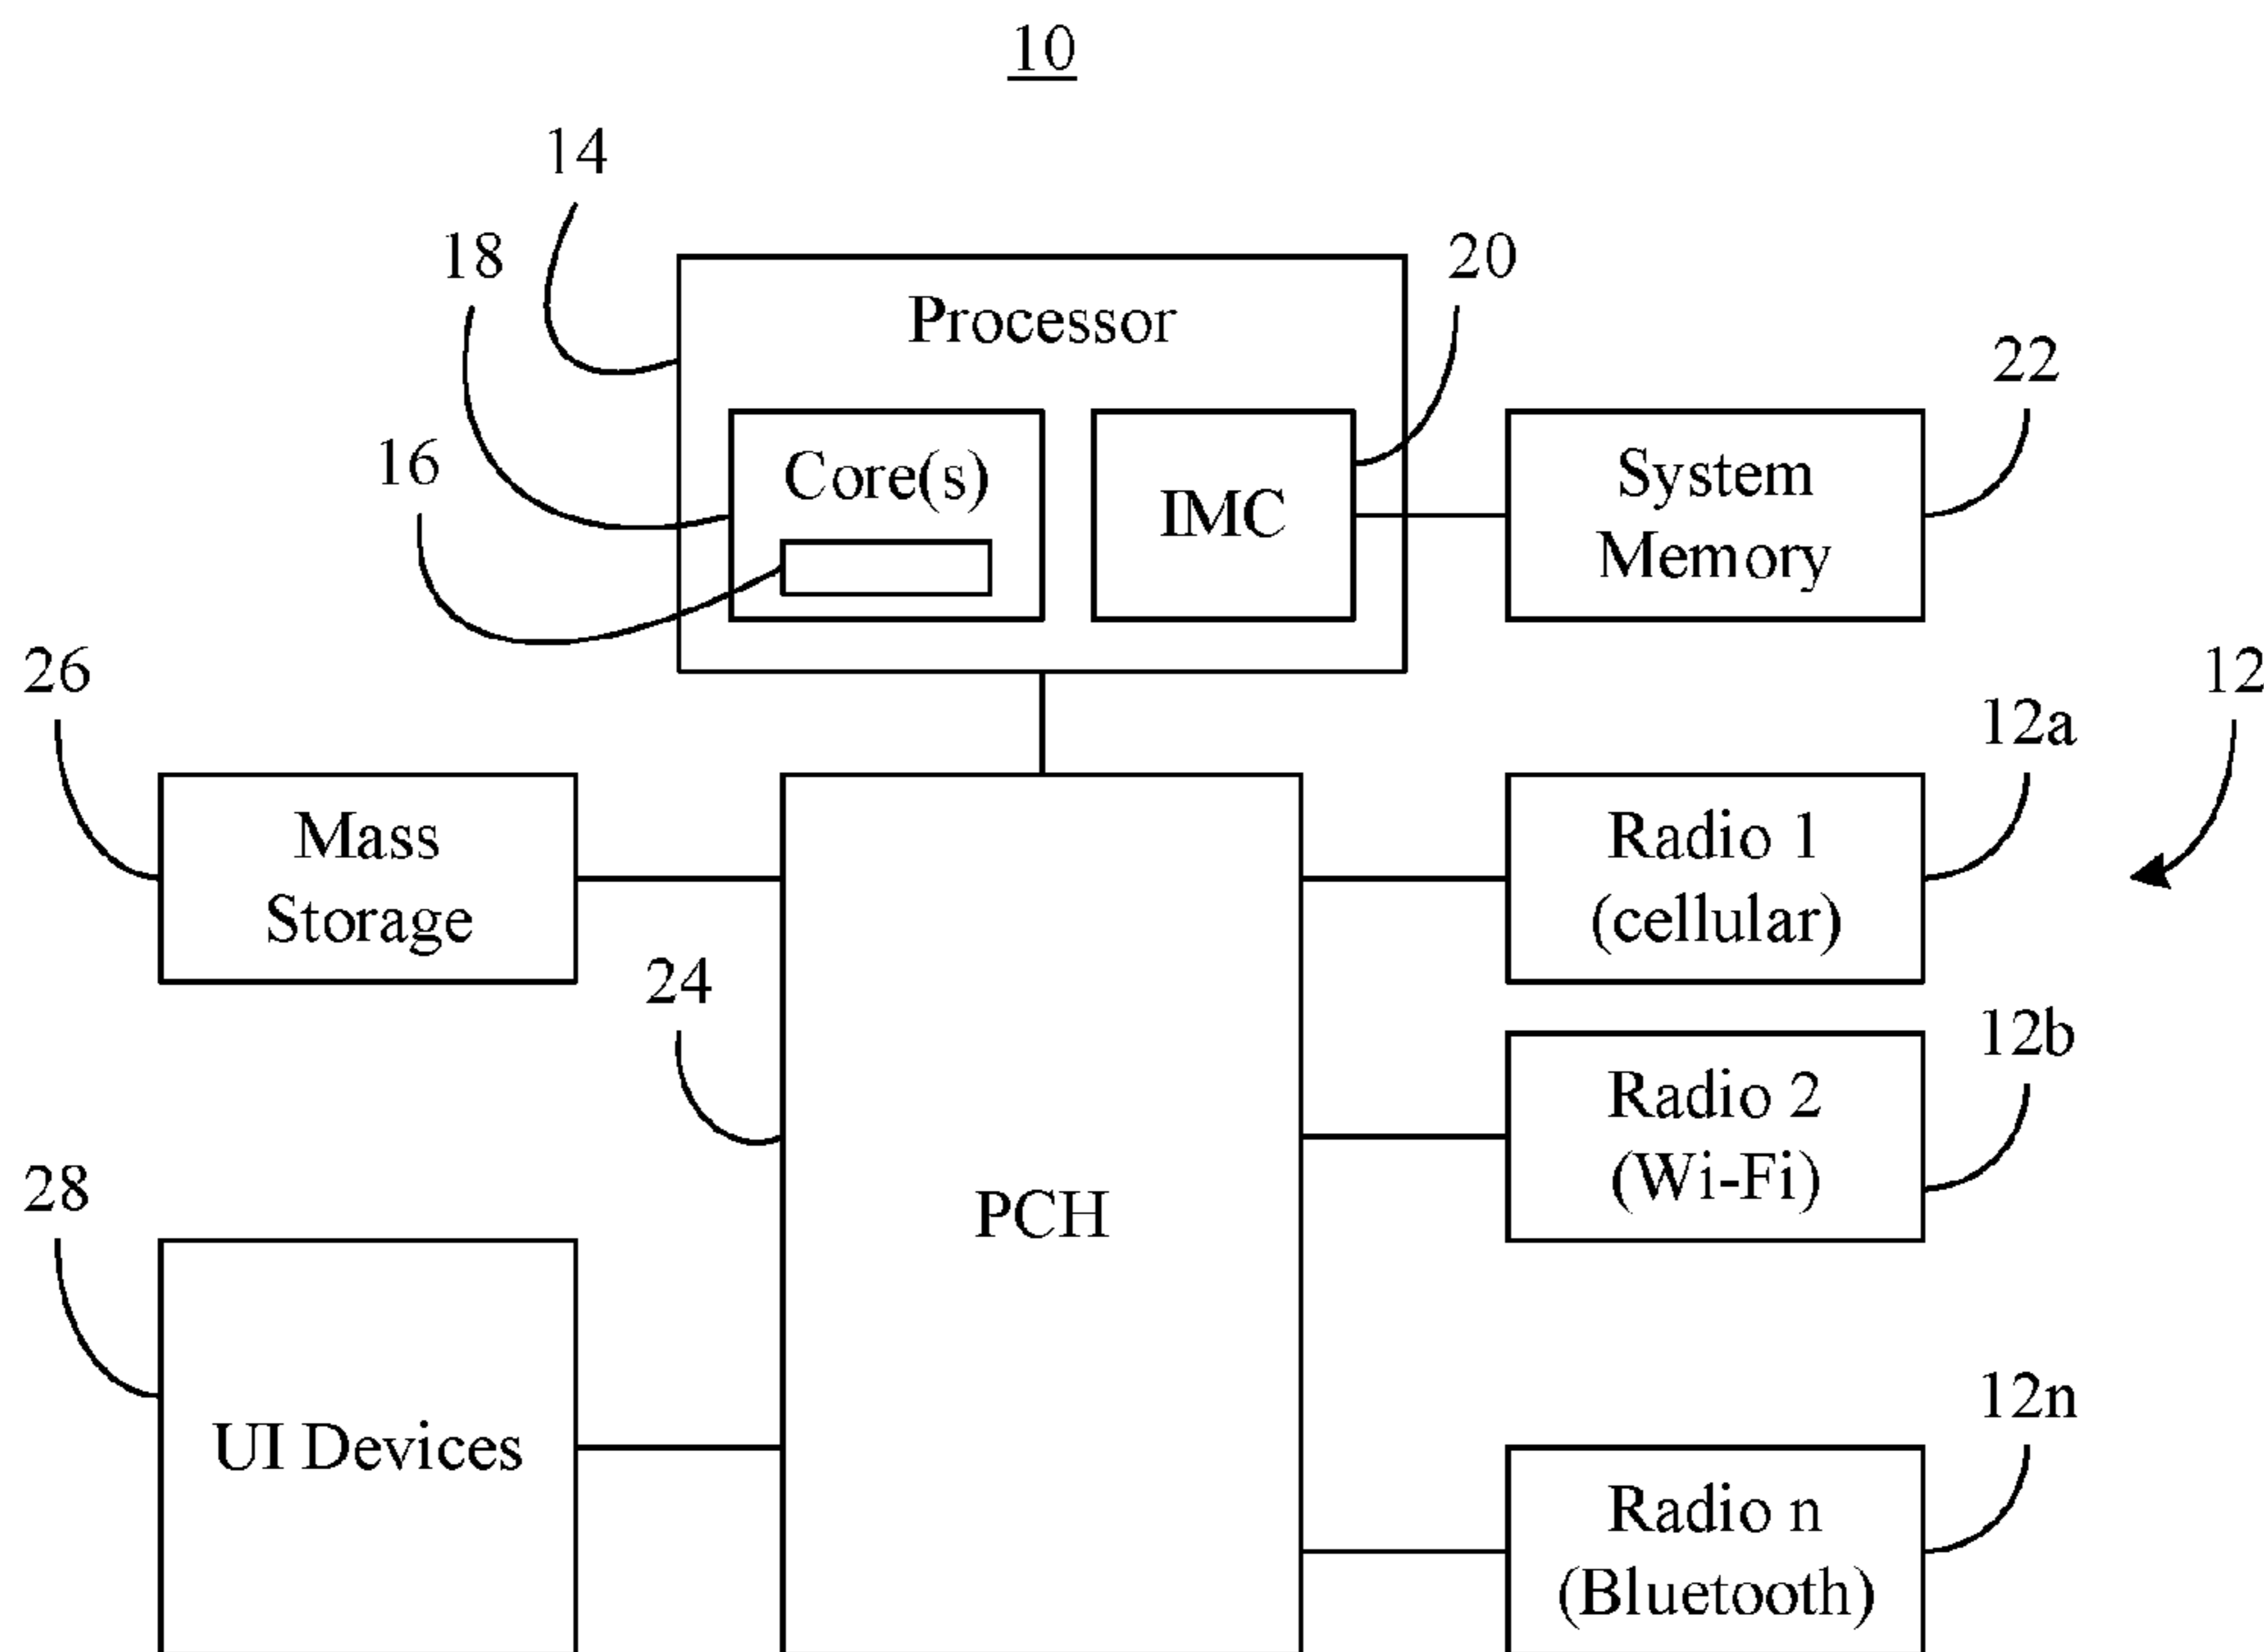 10
14
18
Processor
20
22
16
Core(s)
IMC
System
Memory
26
12
12a
Mass
Storage
Radio 1
(cellular)
24
12b
Radio 2
(Wi-Fi)
28
PCH
12n
UI Devices
Radio n
(Bluetooth)